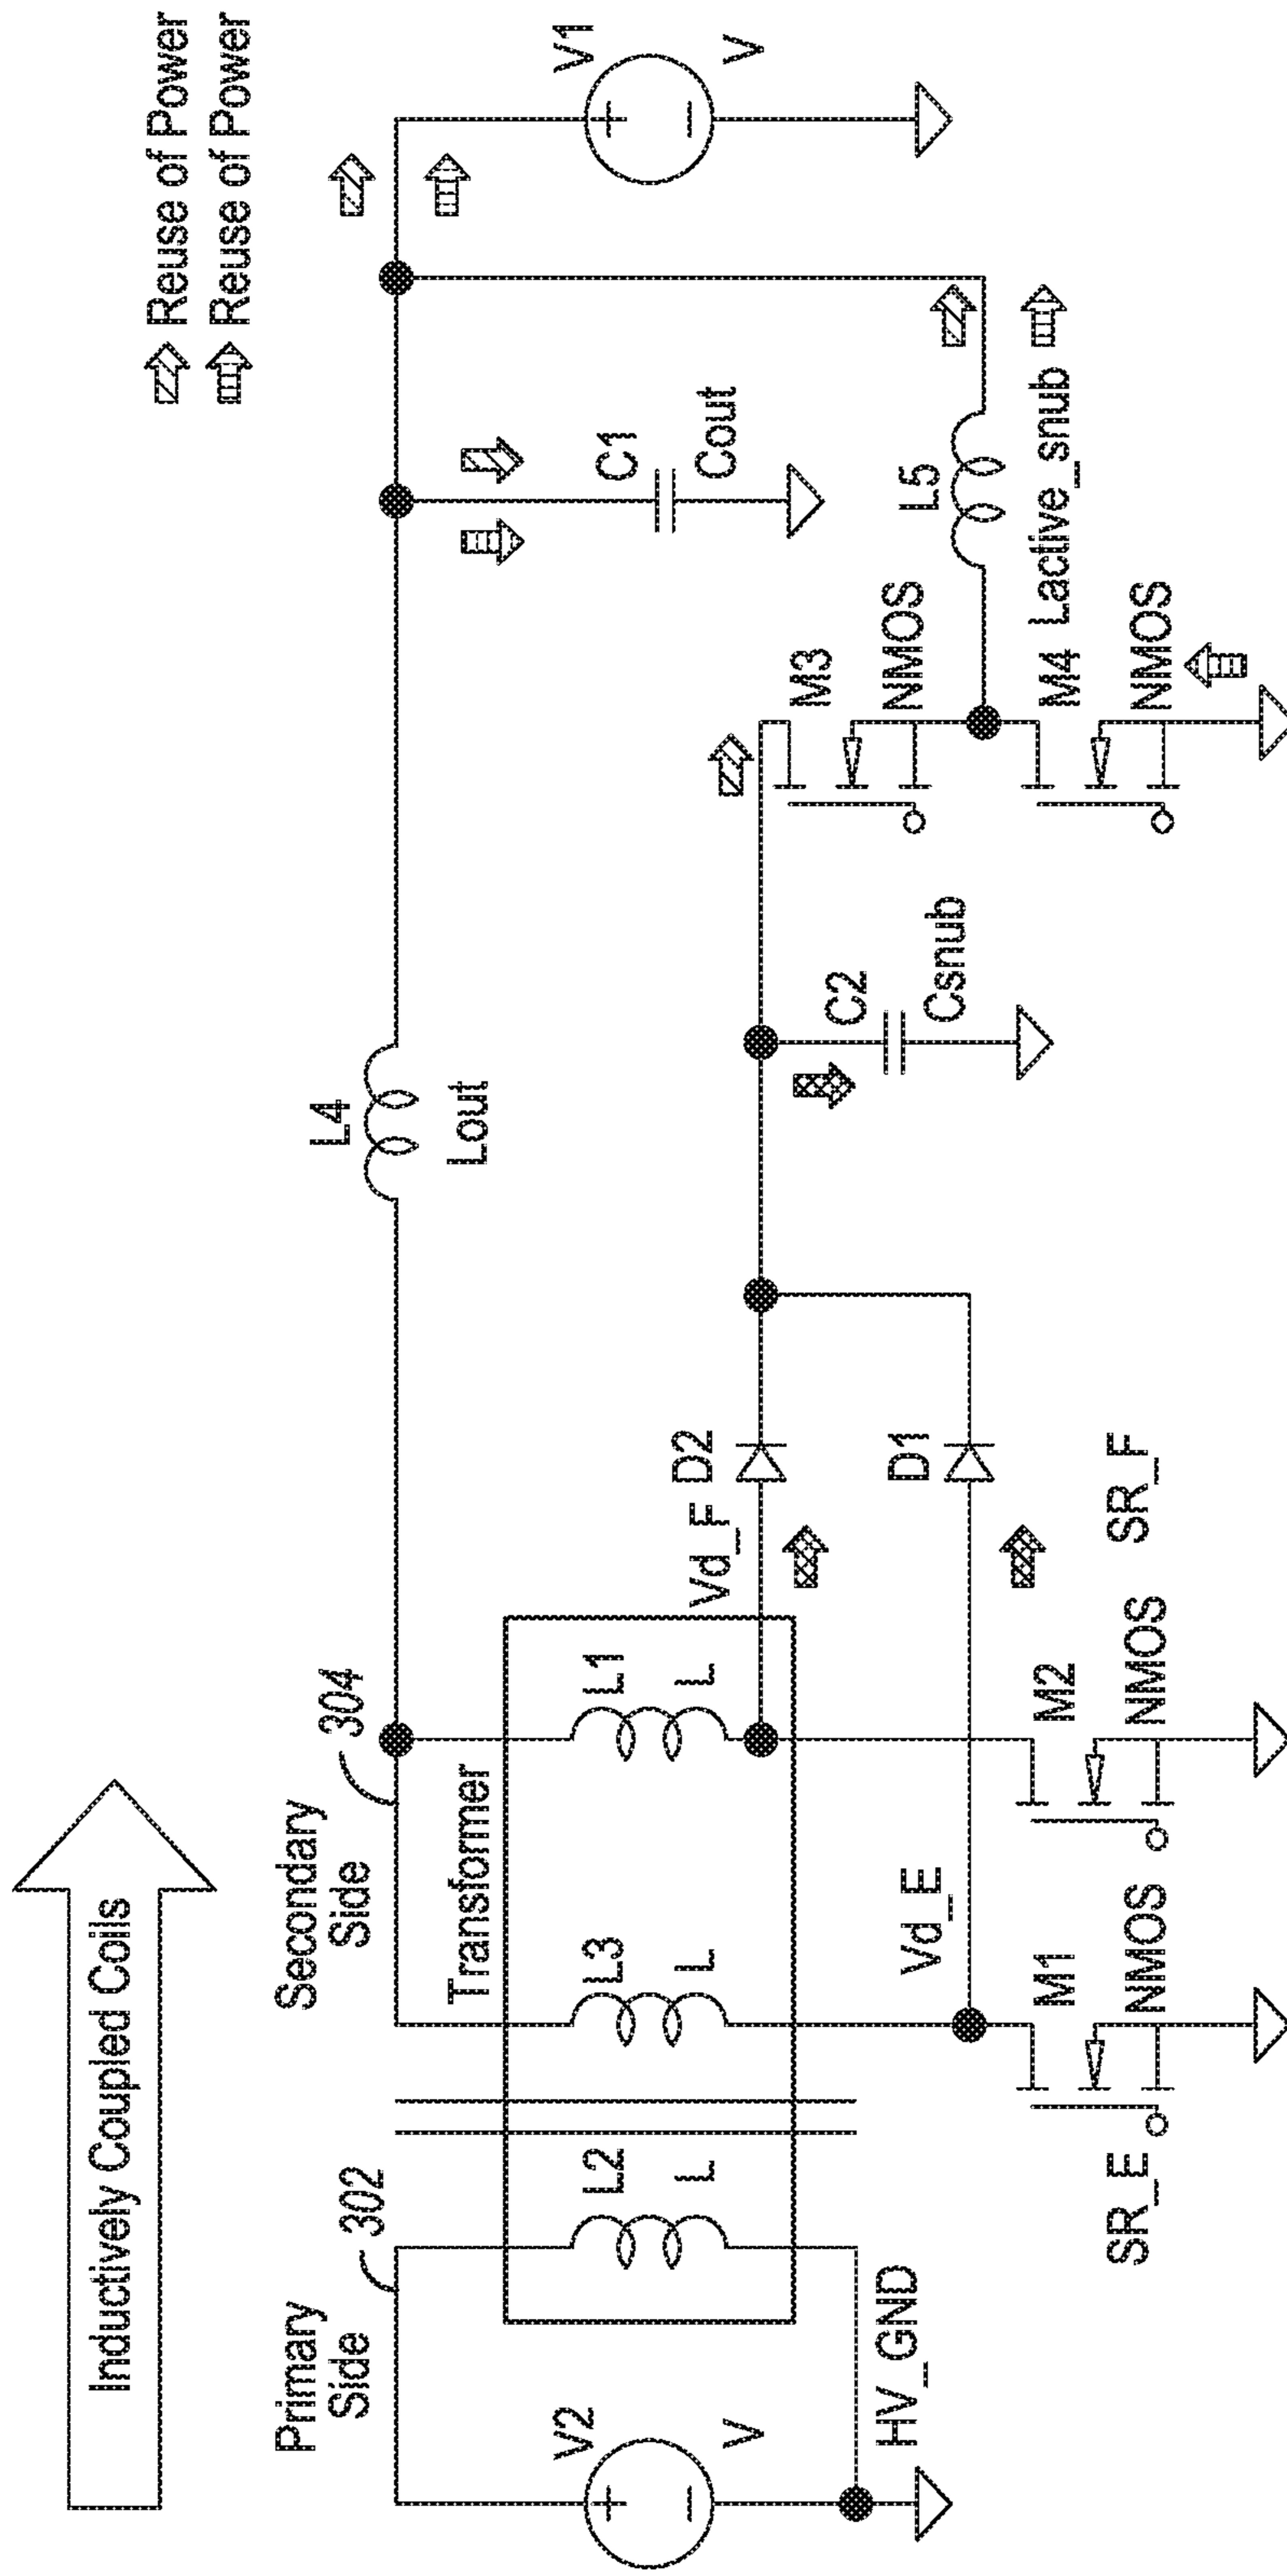 Inductively Coupled Coils
Reuse of Power
Reuse of Power
Primary
Side
302
Secondary
Side
304
Transformer
L4
Lout
V2
V
L2
L
L3
L
L1
L
HV_GND
Vd_F
D2
Vd_E
D1
C2
Csnub
C1
Cout
V1
V
M3
NMOS
L5
Lactive_snub
M4
NMOS
SR_E
M1
NMOS
M2
NMOS
SR_F